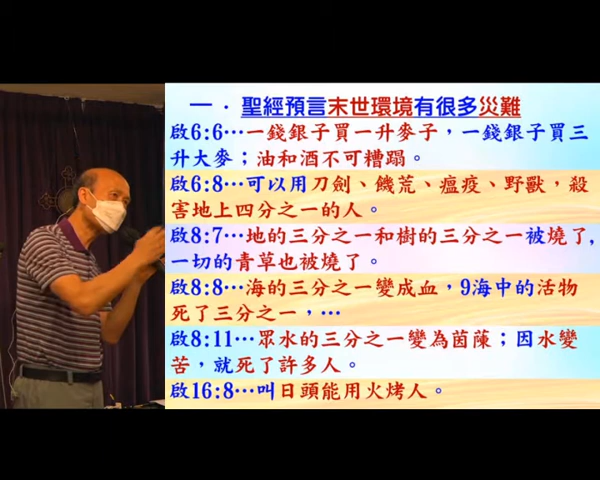 一．聖經預言末世環境有很多災難
啟6:6…一錢銀子買一升麥子，一錢銀子買三
升大麥；油和酒不可糟蹋。
啟6:8…可以用刀劍、饑荒、瘟疫、野獸，殺
害地上四分之一的人。
啟8:7…地的三分之一和樹的三分之一被燒了,
一切的青草也被燒了。
啟8:8…海的三分之一變成血，9海中的活物
死了三分之一，…
啟8:11…眾水的三分之一變為茵蔯；因水變
苦，就死了許多人。
啟16:8…叫日頭能用火烤人。